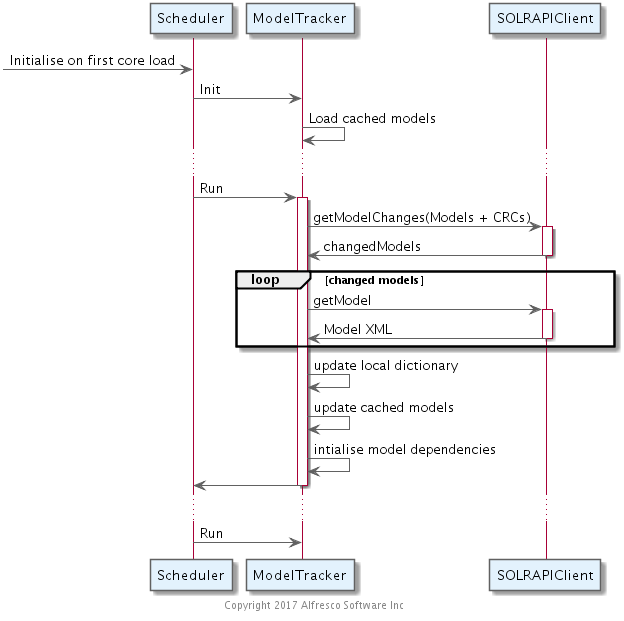 Scheduler ModelTracker SOLRAPIClient
Initialise on first core load
Init
Load cached models
Run
getModelChanges(Models + CRCs)
changedModels
loop [changed models]
getModel
Model XML
update local dictionary
update cached models
intialise model dependencies
Run
Scheduler ModelTracker SOLRAPIClient
Copyright 2017 Alfresco Software Inc